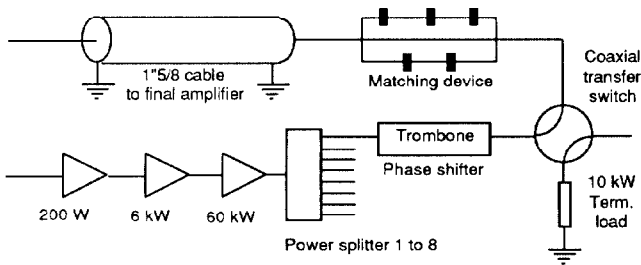 1"5/8 cable
to final amplifier
Matching device
Coaxial
transfer
switch
Trombone
Phase shifter
200 W
6 kW
60 kW
Power splitter 1 to 8
10 kW
Term.
load